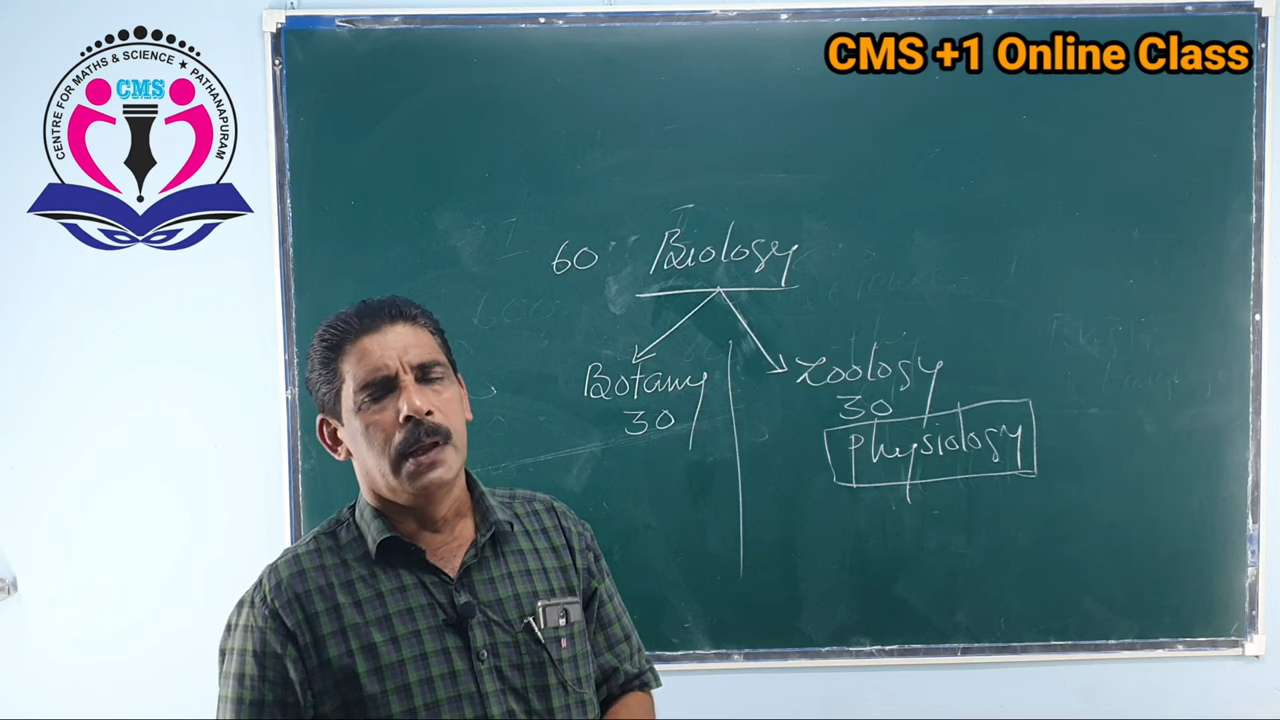 CENTRE FOR MATHS & SCIENCE ★ PATHANAPURAM
CMS
CMS +1 Online Class
60 Biology
Botany
30
Zoology
30
Physiology